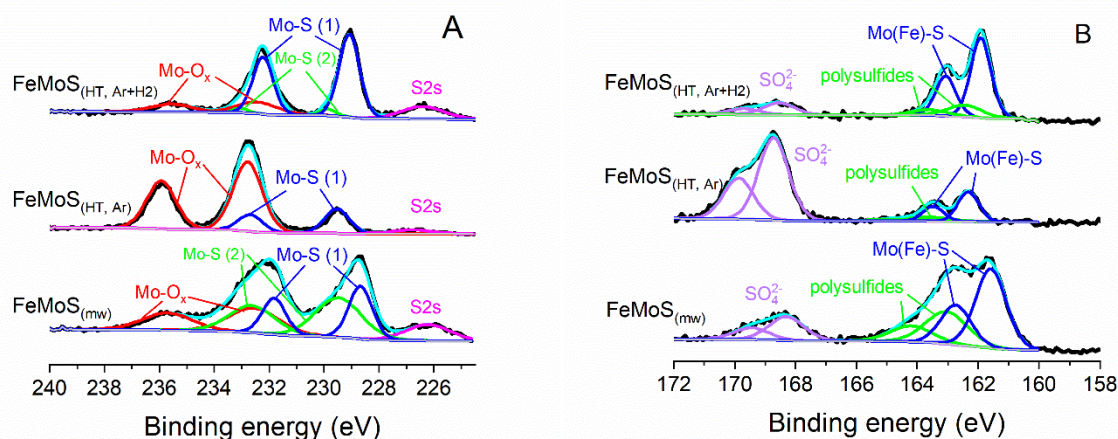 A
Mo-S (1)
Mo-S (2)
Mo-Oₓ
S2s
FeMoS(HT, Ar+H2)
Mo-Oₓ
Mo-S (1)
S2s
FeMoS(HT, Ar)
Mo-S (2)
Mo-S (1)
Mo-Oₓ
S2s
FeMoS(mw)
240 238 236 234 232 230 228 226
Binding energy (eV)
B
Mo(Fe)-S
polysulfides
SO₄²⁻
FeMoS(HT, Ar+H2)
SO₄²⁻
Mo(Fe)-S
polysulfides
FeMoS(HT, Ar)
Mo(Fe)-S
polysulfides
SO₄²⁻
FeMoS(mw)
172 170 168 166 164 162 160 158
Binding energy (eV)